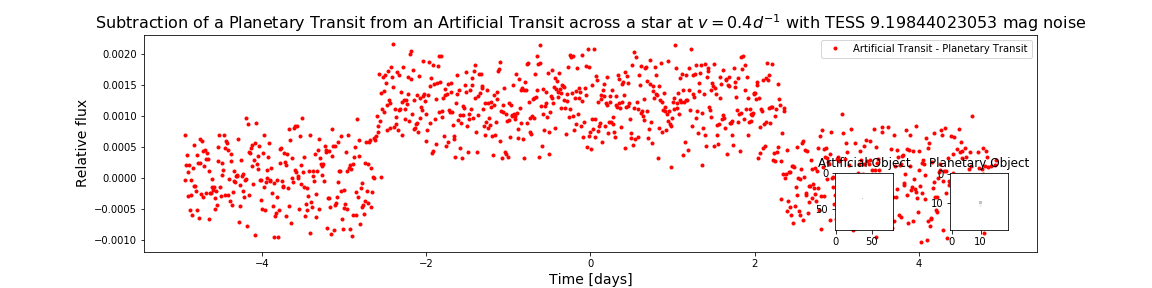 Subtraction of a Planetary Transit from an Artificial Transit across a star at v = 0.4d⁻¹ with TESS 9.19844023053 mag noise
Artificial Transit - Planetary Transit
Relative flux
0.0020
0.0015
0.0010
0.0005
0.0000
−0.0005
−0.0010
Artificial Object
0
50
0 50
Planetary Object
0
10
0 10
−4 −2 0 2 4
Time [days]